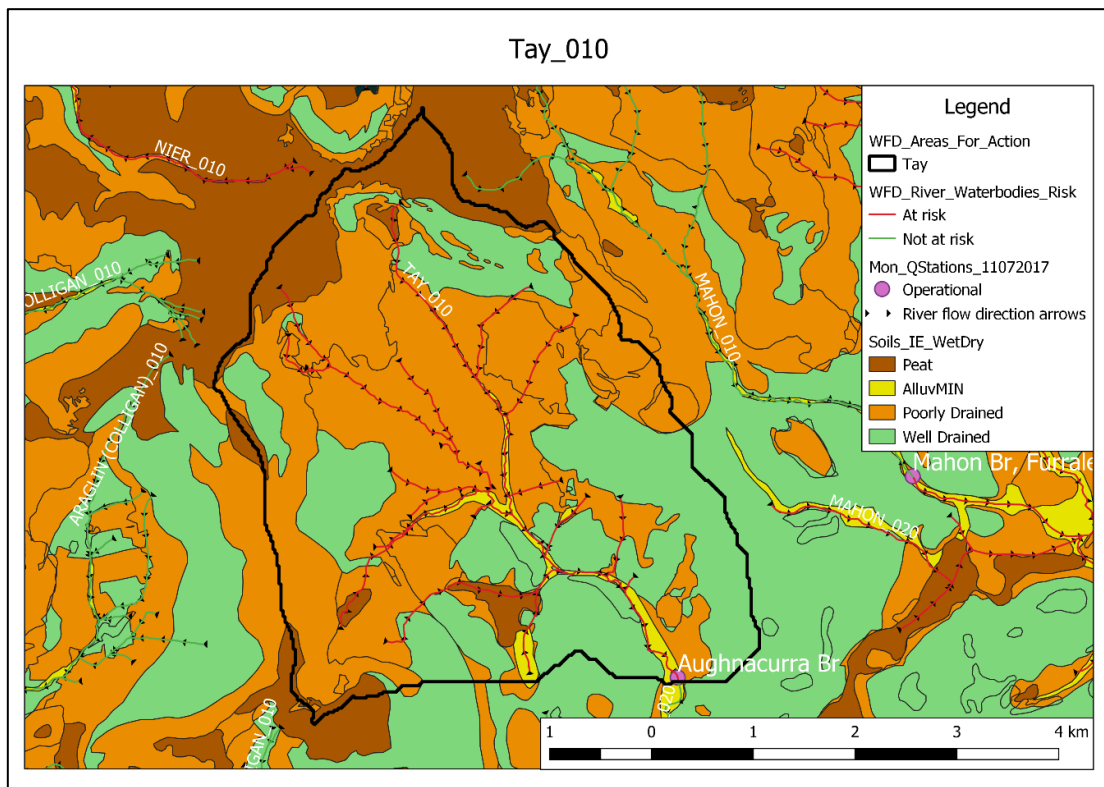 Tay_010
Legend
WFD_Areas_For_Action
Tay
WFD_River_Waterbodies_Risk
At risk
Not at risk
Mon_QStations_11072017
Operational
River flow direction arrows
Soils_IE_WetDry
Peat
AlluvMIN
Poorly Drained
Well Drained
NIER_010
OLLIGAN_010
TAY_010
MAHON_010
ARAGLIN (COLLIGAN)_010
Mahon Br, Furrale
MAHON_020
Aughnacurra Br
020
IGAN_010
1 0 1 2 3 4 km